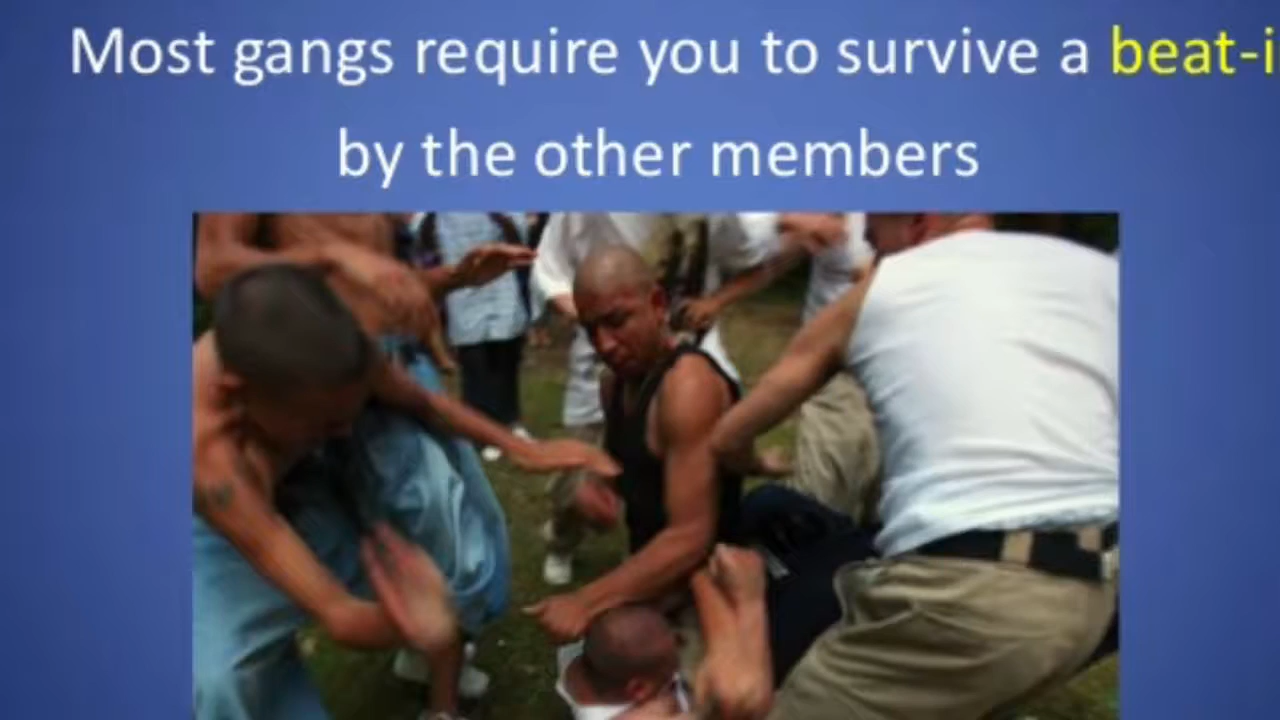 Most gangs require you to survive a beat-i
by the other members